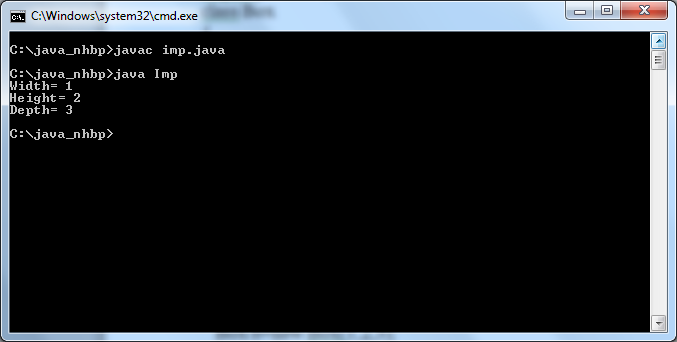 C:\Windows\system32\cmd.exe
C:\java_nhbp>javac imp.java
C:\java_nhbp>java Imp
Width= 1
Height= 2
Depth= 3
C:\java_nhbp>